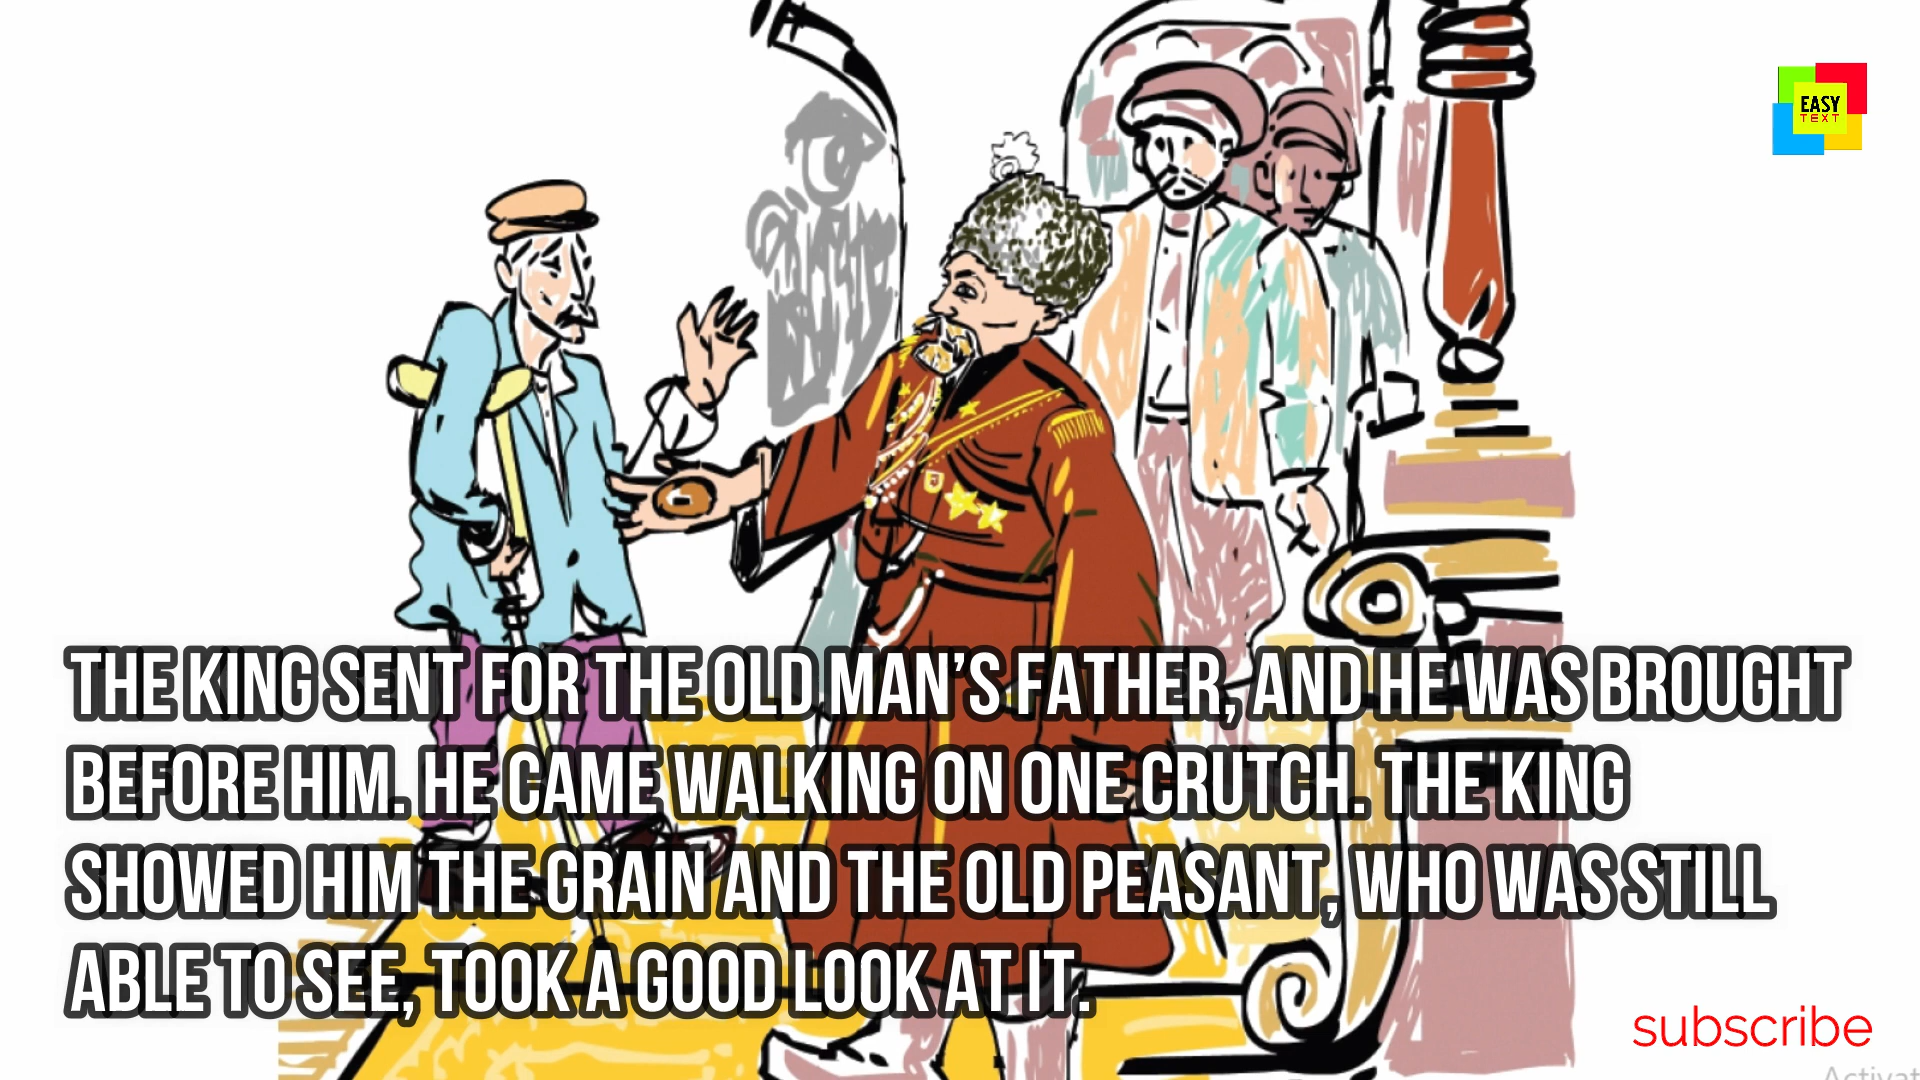 EASY
TEXT
THE KING SENT FOR THE OLD MAN’S FATHER, AND HE WAS BROUGHT
BEFORE HIM. HE CAME WALKING ON ONE CRUTCH. THE KING
SHOWED HIM THE GRAIN AND THE OLD PEASANT, WHO WAS STILL
ABLE TO SEE, TOOK A GOOD LOOK AT IT.
subscribe